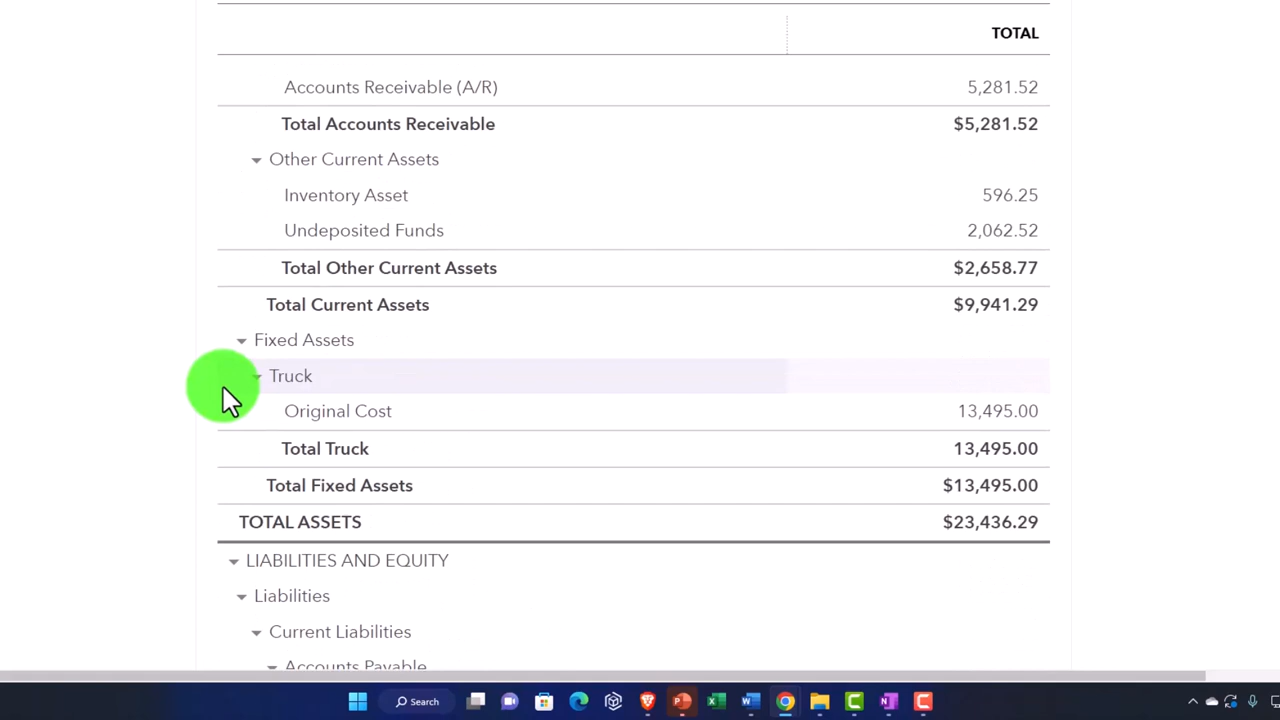 TOTAL
Accounts Receivable (A/R) 5,281.52
Total Accounts Receivable $5,281.52
Other Current Assets
Inventory Asset 596.25
Undeposited Funds 2,062.52
Total Other Current Assets $2,658.77
Total Current Assets $9,941.29
Fixed Assets
Truck
Original Cost 13,495.00
Total Truck 13,495.00
Total Fixed Assets $13,495.00
TOTAL ASSETS $23,436.29
LIABILITIES AND EQUITY
Liabilities
Current Liabilities
Accounts Payable
Search